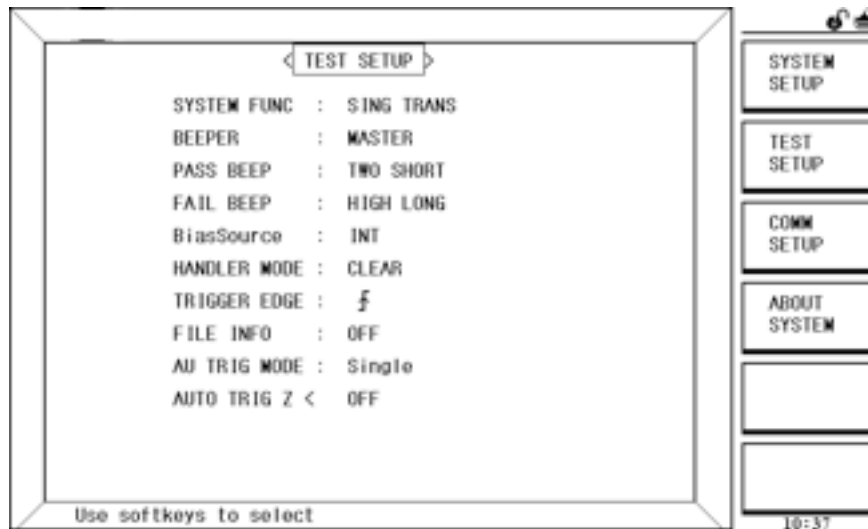 < TEST SETUP >
SYSTEM FUNC : SING TRANS
BEEPER : MASTER
PASS BEEP : TWO SHORT
FAIL BEEP : HIGH LONG
BiasSource : INT
HANDLER MODE : CLEAR
TRIGGER EDGE :
FILE INFO : OFF
AU TRIG MODE : Single
AUTO TRIG Z < OFF
Use softkeys to select
SYSTEM
SETUP
TEST
SETUP
COMM
SETUP
ABOUT
SYSTEM
10:37